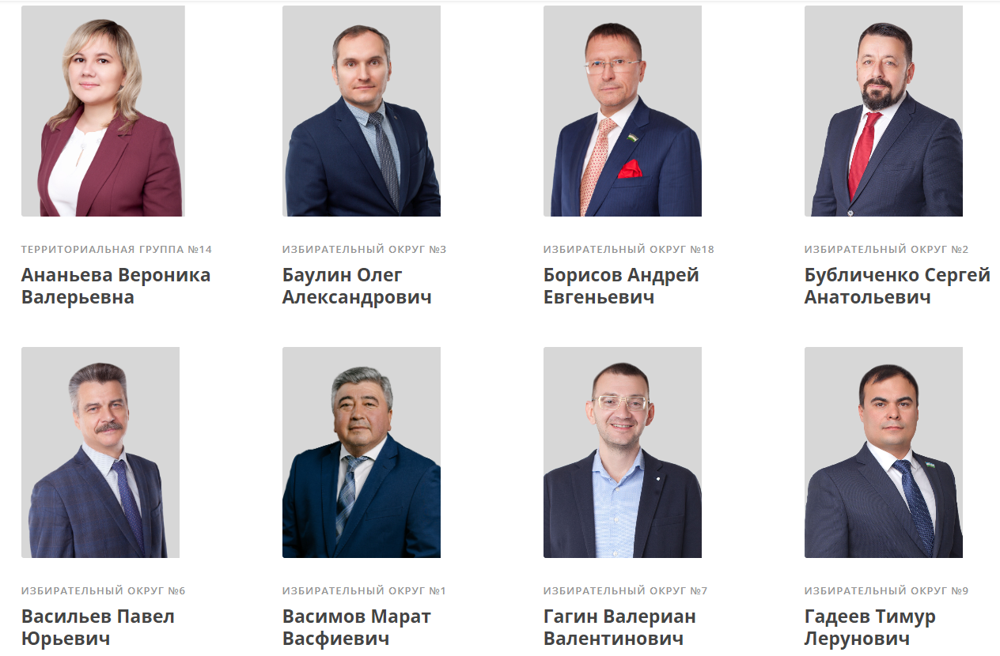 ТЕРРИТОРИАЛЬНАЯ ГРУППА №14
Ананьева Вероника
Валерьевна
ИЗБИРАТЕЛЬНЫЙ ОКРУГ №3
Баулин Олег
Александрович
ИЗБИРАТЕЛЬНЫЙ ОКРУГ №18
Борисов Андрей
Евгеньевич
ИЗБИРАТЕЛЬНЫЙ ОКРУГ №2
Бубличенко Сергей
Анатольевич
ИЗБИРАТЕЛЬНЫЙ ОКРУГ №6
Васильев Павел
Юрьевич
ИЗБИРАТЕЛЬНЫЙ ОКРУГ №1
Васимов Марат
Васфиевич
ИЗБИРАТЕЛЬНЫЙ ОКРУГ №7
Гагин Валериан
Валентинович
ИЗБИРАТЕЛЬНЫЙ ОКРУГ №9
Гадеев Тимур
Лерунович